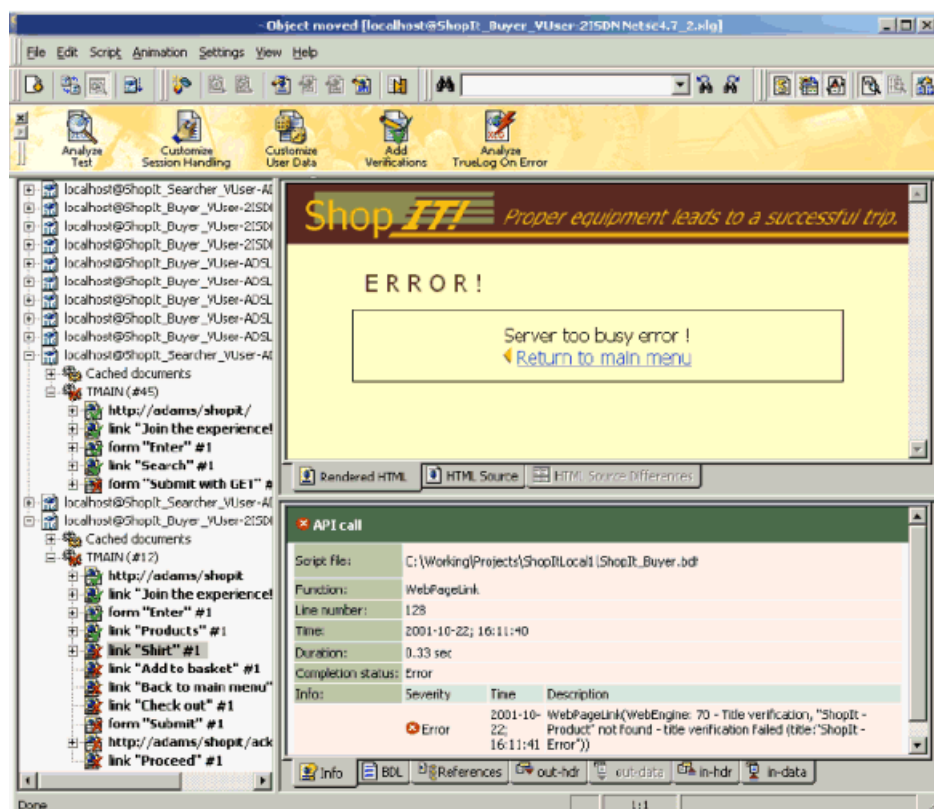 Object moved [localhost@ShopIt_Buyer_VUser-2ISDN Netsc4.7_2.xlg]
File Edit Script Animation Settings View Help
Analyze Test
Customize Session Handling
Customize User Data
Add Verifications
Analyze TrueLog On Error
localhost@ShopIt_Searcher_VUser-AD
localhost@ShopIt_Buyer_VUser-2ISDN
localhost@ShopIt_Buyer_VUser-2ISDN
localhost@ShopIt_Buyer_VUser-2ISDN
localhost@ShopIt_Buyer_VUser-ADSL
localhost@ShopIt_Buyer_VUser-ADSL
localhost@ShopIt_Buyer_VUser-ADSL
localhost@ShopIt_Buyer_VUser-ADSL
localhost@ShopIt_Buyer_VUser-ADSL
localhost@ShopIt_Searcher_VUser-AD
Cached documents
TMAIN (#45)
http://adams/shopit/
link "Join the experience!
form "Enter" #1
link "Search" #1
form "Submit with GET" #
localhost@ShopIt_Searcher_VUser-AD
localhost@ShopIt_Buyer_VUser-2ISDN
Cached documents
TMAIN (#12)
http://adams/shopit
link "Join the experience!
form "Enter" #1
link "Products" #1
link "Shirt" #1
link "Add to basket" #1
link "Back to main menu"
link "Check out" #1
form "Submit" #1
http://adams/shopit/ack
link "Proceed" #1
Shop IT! Proper equipment leads to a successful trip.
ERROR!
Server too busy error !
Return to main menu
Rendered HTML HTML Source HTML Source Differences
API call
Script file: C:\Working\Projects\ShopItLocal1\ShopIt_Buyer.bdf
Function: WebPageLink
Line number: 128
Time: 2001-10-22; 16:11:40
Duration: 0.33 sec
Completion status: Error
Info: Severity Time Description
Error 2001-10-22; 16:11:41 WebPageLink(WebEngine: 70 - Title verification, "ShopIt - Product" not found - title verification failed (title:"ShopIt - Error"))
Info BDL References out-hdr out-data in-hdr in-data
Done 1:1